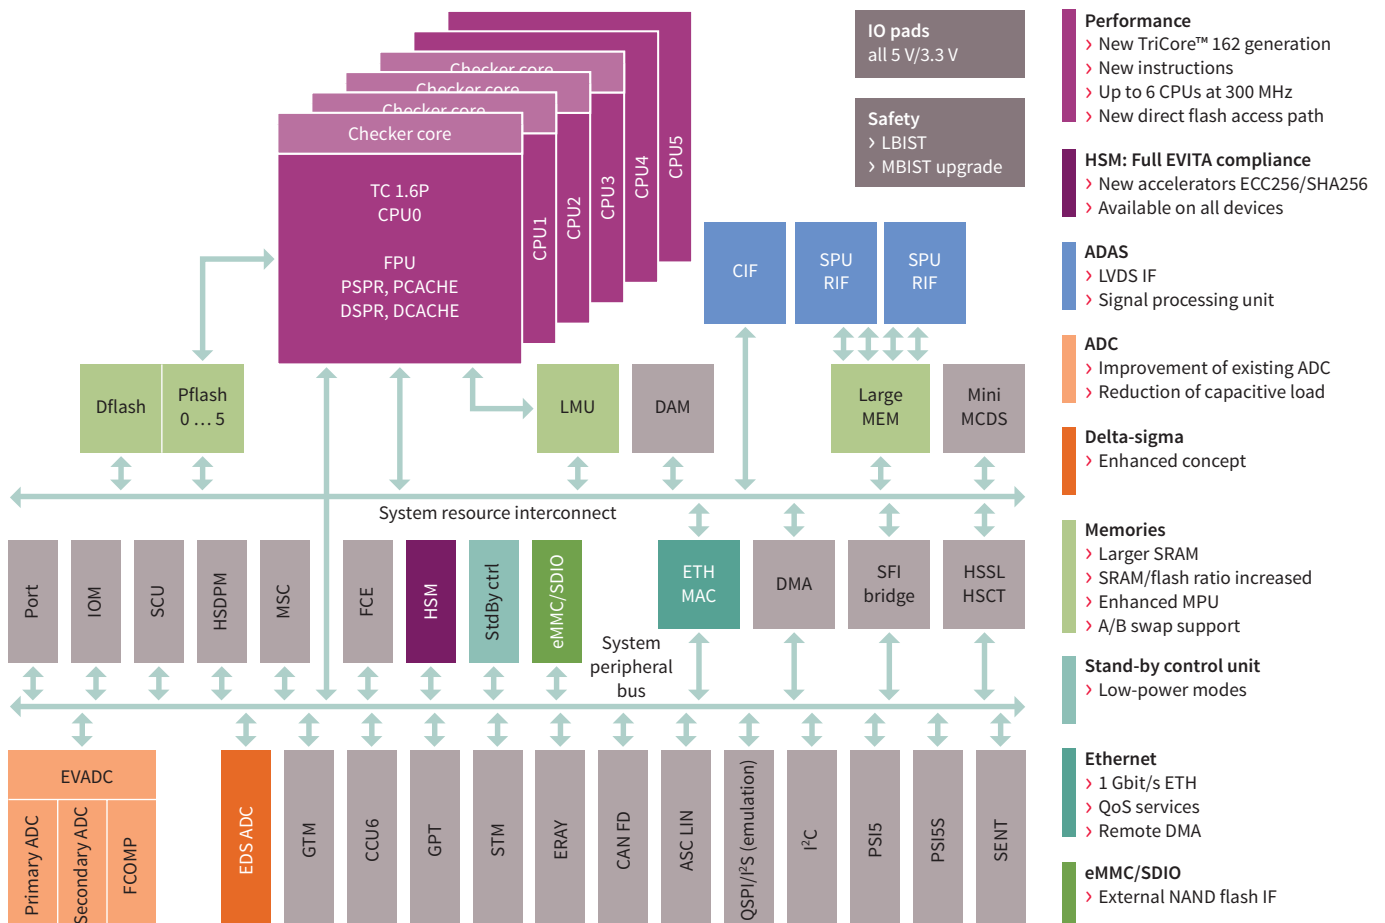 IO pads
all 5 V/3.3 V
Safety
› LBIST
› MBIST upgrade
Checker core
Checker core
Checker core
Checker core
TC 1.6P
CPU0
FPU
PSPR, PCACHE
DSPR, DCACHE
CPU1
CPU2
CPU3
CPU4
CPU5
CIF
SPU
RIF
SPU
RIF
Dflash
Pflash
0 … 5
LMU
DAM
Large
MEM
Mini
MCDS
System resource interconnect
Port
IOM
SCU
HSDPM
MSC
FCE
HSM
StdBy ctrl
eMMC/SDIO
ETH
MAC
DMA
SFI
bridge
HSSL
HSCT
System
peripheral
bus
EVADC
Primary ADC
Secondary ADC
FCOMP
EDS ADC
GTM
CCU6
GPT
STM
ERAY
CAN FD
ASC LIN
QSPI/I²S (emulation)
I²C
PSI5
PSI5S
SENT
Performance
› New TriCore™ 162 generation
› New instructions
› Up to 6 CPUs at 300 MHz
› New direct flash access path
HSM: Full EVITA compliance
› New accelerators ECC256/SHA256
› Available on all devices
ADAS
› LVDS IF
› Signal processing unit
ADC
› Improvement of existing ADC
› Reduction of capacitive load
Delta-sigma
› Enhanced concept
Memories
› Larger SRAM
› SRAM/flash ratio increased
› Enhanced MPU
› A/B swap support
Stand-by control unit
› Low-power modes
Ethernet
› 1 Gbit/s ETH
› QoS services
› Remote DMA
eMMC/SDIO
› External NAND flash IF